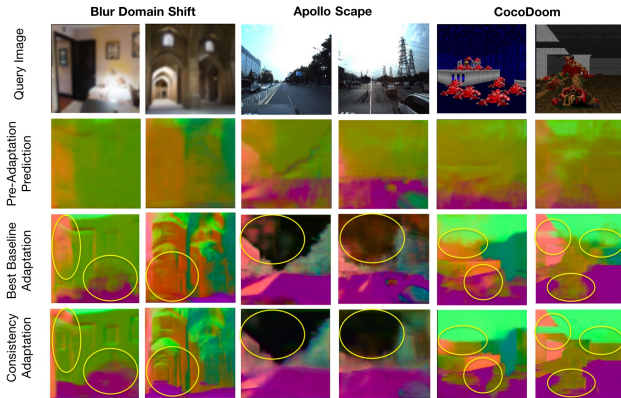 Blur Domain Shift
Apollo Scape
CocoDoom
Query Image
Pre-Adaptation
Prediction
Best Baseline
Adaptation
Consistency
Adaptation